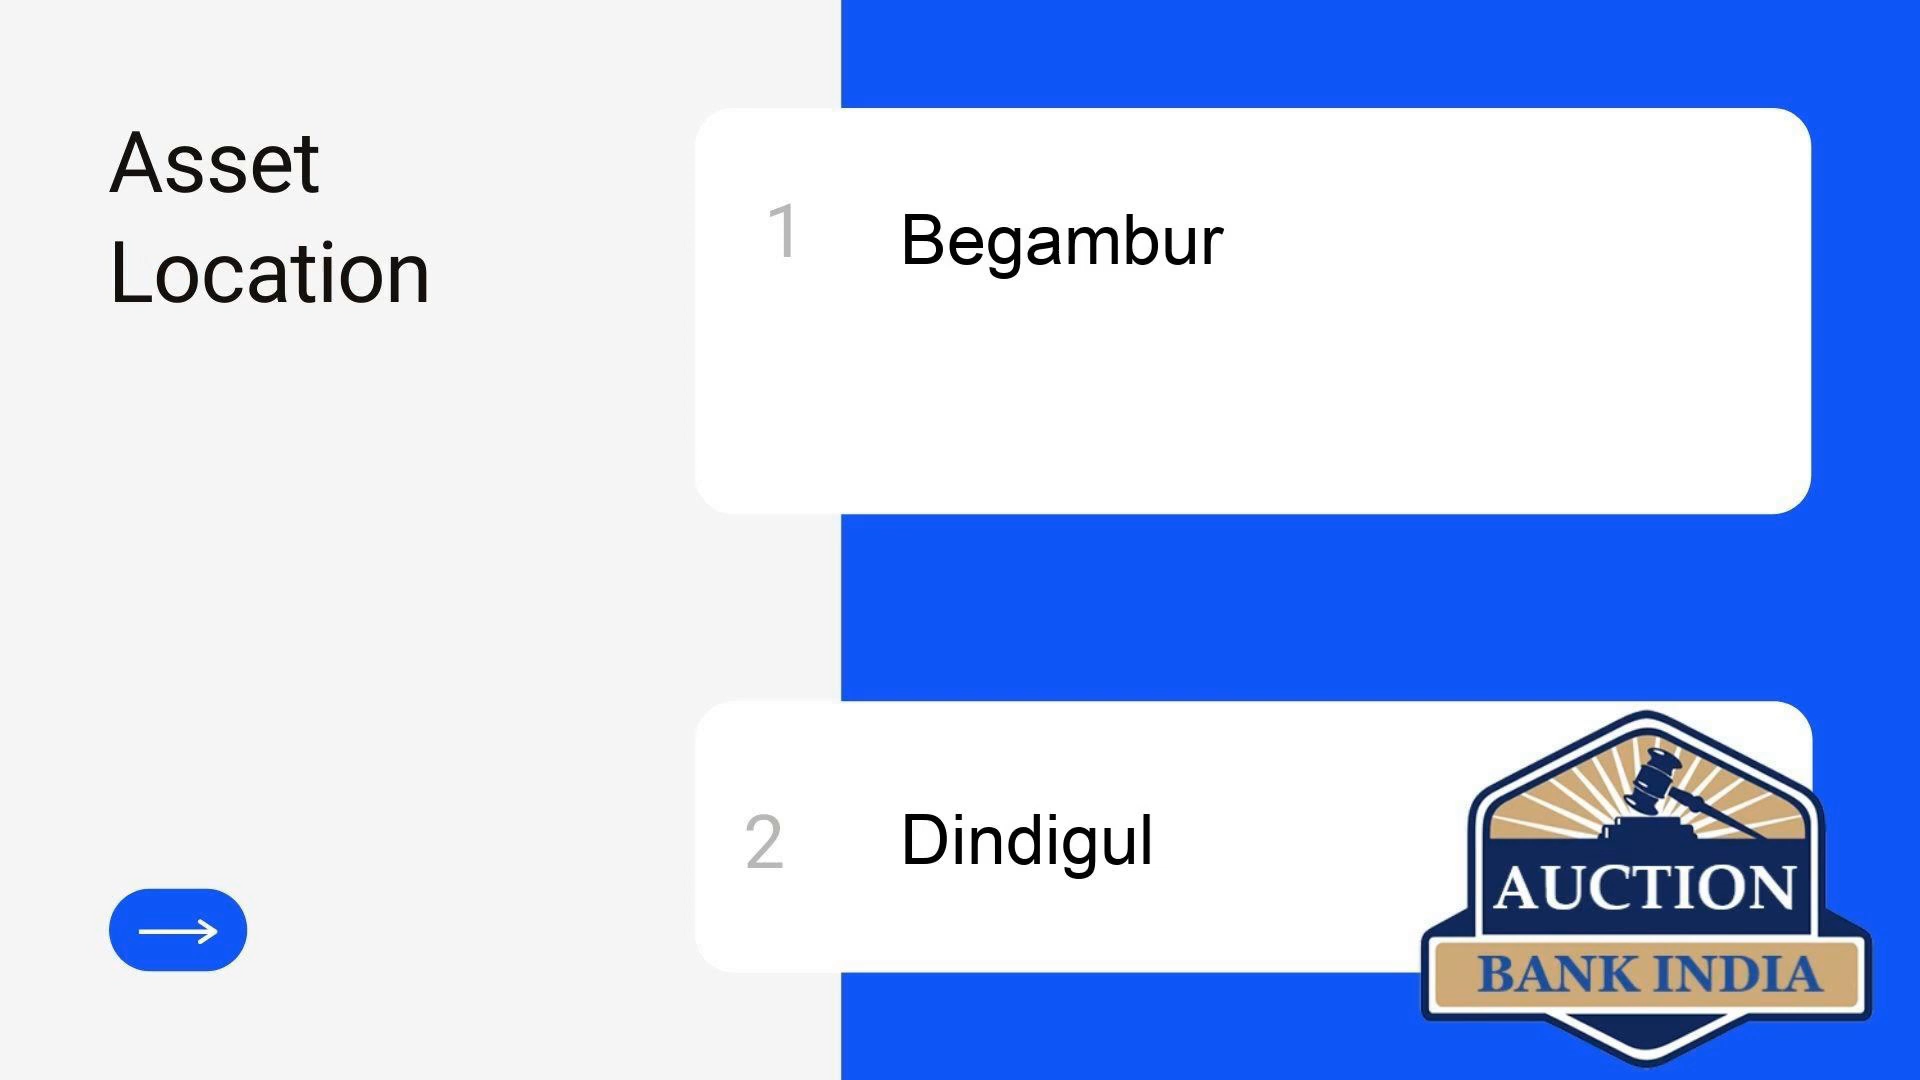 Asset
Location
1
Begambur
2
Dindigul
AUCTION
BANK INDIA